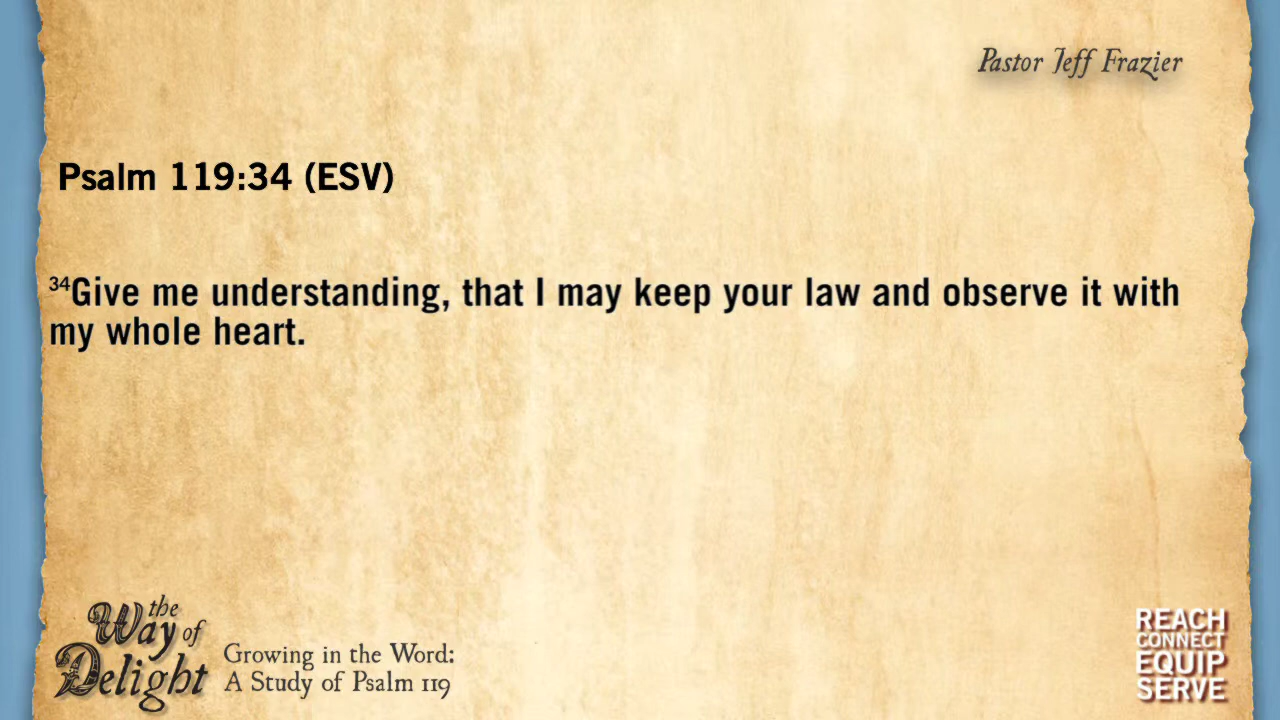 Pastor Jeff Frazier
Psalm 119:34 (ESV)
34Give me understanding, that I may keep your law and observe it with
my whole heart.
the
Way of
Delight
Growing in the Word:
A Study of Psalm 119
REACH
CONNECT
EQUIP
SERVE